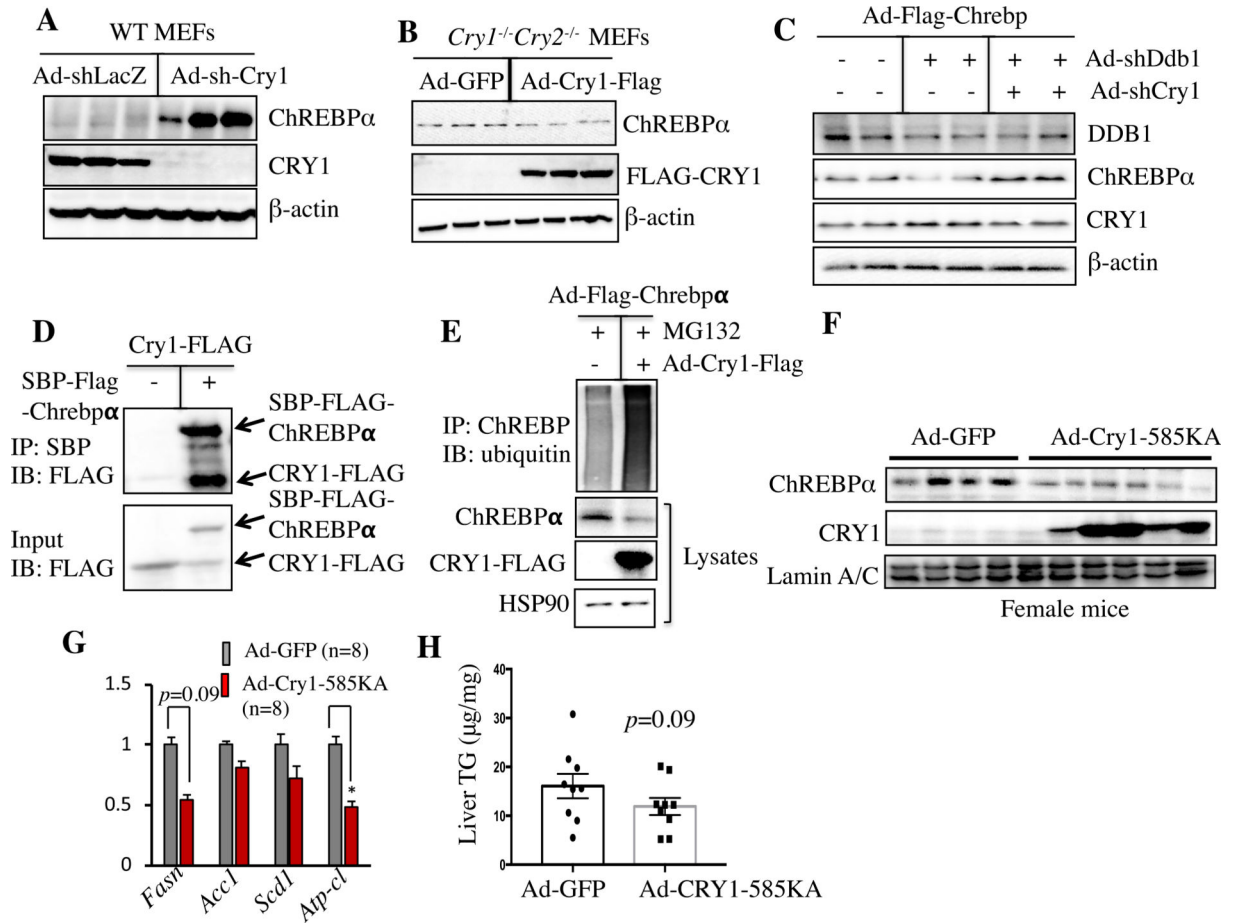 A
WT MEFs
Ad-shLacZ Ad-sh-Cry1
ChREBPα
CRY1
β-actin
B
Cry1-/-Cry2-/- MEFs
Ad-GFP Ad-Cry1-Flag
ChREBPα
FLAG-CRY1
β-actin
C
Ad-Flag-Chrebp
- - + + + + Ad-shDdb1
- - - - + + Ad-shCry1
DDB1
ChREBPα
CRY1
β-actin
D
Cry1-FLAG
SBP-Flag - +
-Chrebpα
IP: SBP
IB: FLAG
SBP-FLAG-
ChREBPα
CRY1-FLAG
SBP-FLAG-
ChREBPα
Input
IB: FLAG
CRY1-FLAG
E
Ad-Flag-Chrebpα
+ + MG132
- + Ad-Cry1-Flag
IP: ChREBP
IB: ubiquitin
ChREBPα
CRY1-FLAG
HSP90
Lysates
F
Ad-GFP Ad-Cry1-585KA
ChREBPα
CRY1
Lamin A/C
Female mice
G
Ad-GFP (n=8)
Ad-Cry1-585KA
(n=8)
1.5
1
0.5
0
p=0.09
*
Fasn Acc1 Scd1 Atp-cl
H
Liver TG (µg/mg)
40
30
20
10
0
p=0.09
Ad-GFP Ad-CRY1-585KA